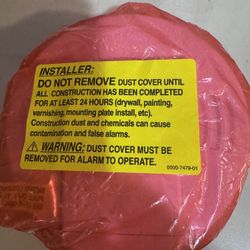 INSTALLER:
DO NOT REMOVE DUST COVER UNTIL
ALL CONSTRUCTION HAS BEEN COMPLETED
FOR AT LEAST 24 HOURS (drywall, painting,
varnishing, mounting plate install, etc).
Construction dust and chemicals can cause
contamination and false alarms.
⚠ WARNING: DUST COVER MUST BE
REMOVED FOR ALARM TO OPERATE.
0000-7479-01